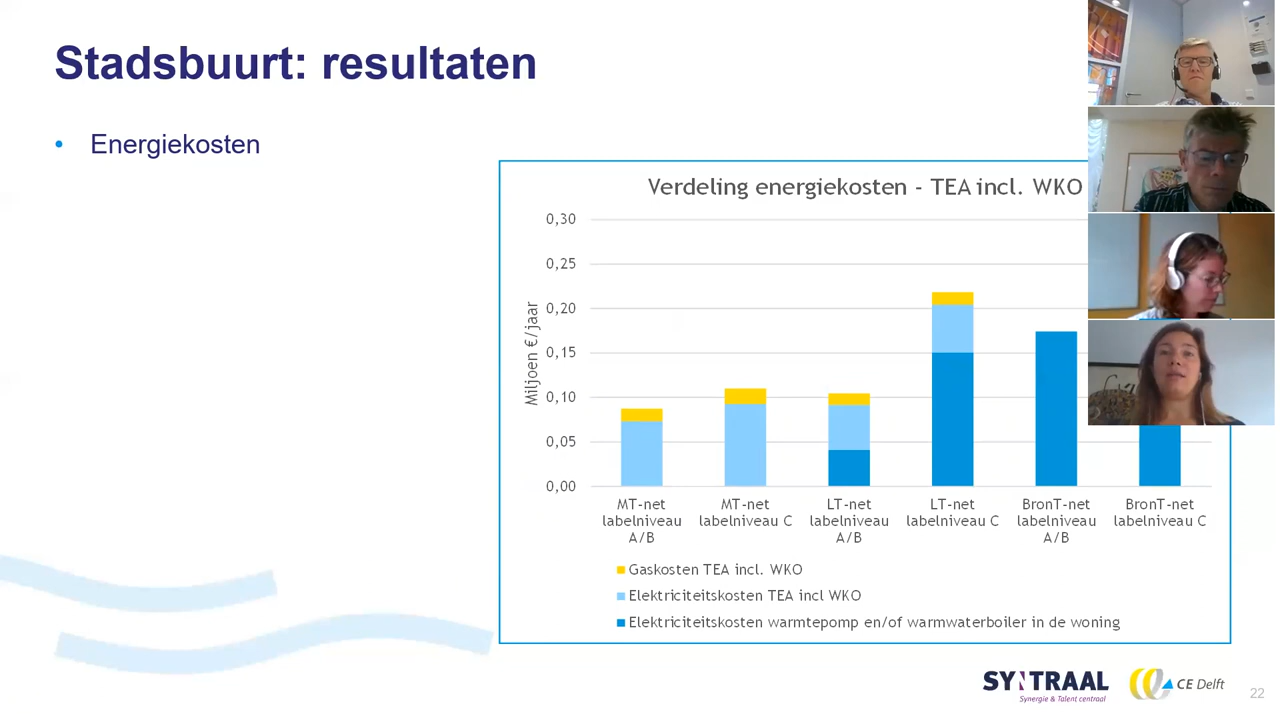 Stadsbuurt: resultaten
• Energiekosten
Verdeling energiekosten - TEA incl. WKO
Miljoen €/jaar
0,30
0,25
0,20
0,15
0,10
0,05
0,00
MT-net labelniveau A/B
MT-net labelniveau C
LT-net labelniveau A/B
LT-net labelniveau C
BronT-net labelniveau A/B
BronT-net labelniveau C
Gaskosten TEA incl. WKO
Elektriciteitskosten TEA incl WKO
Elektriciteitskosten warmtepomp en/of warmwaterboiler in de woning
SYNTRAAL
Synergie & Talent centraal
CE Delft
22